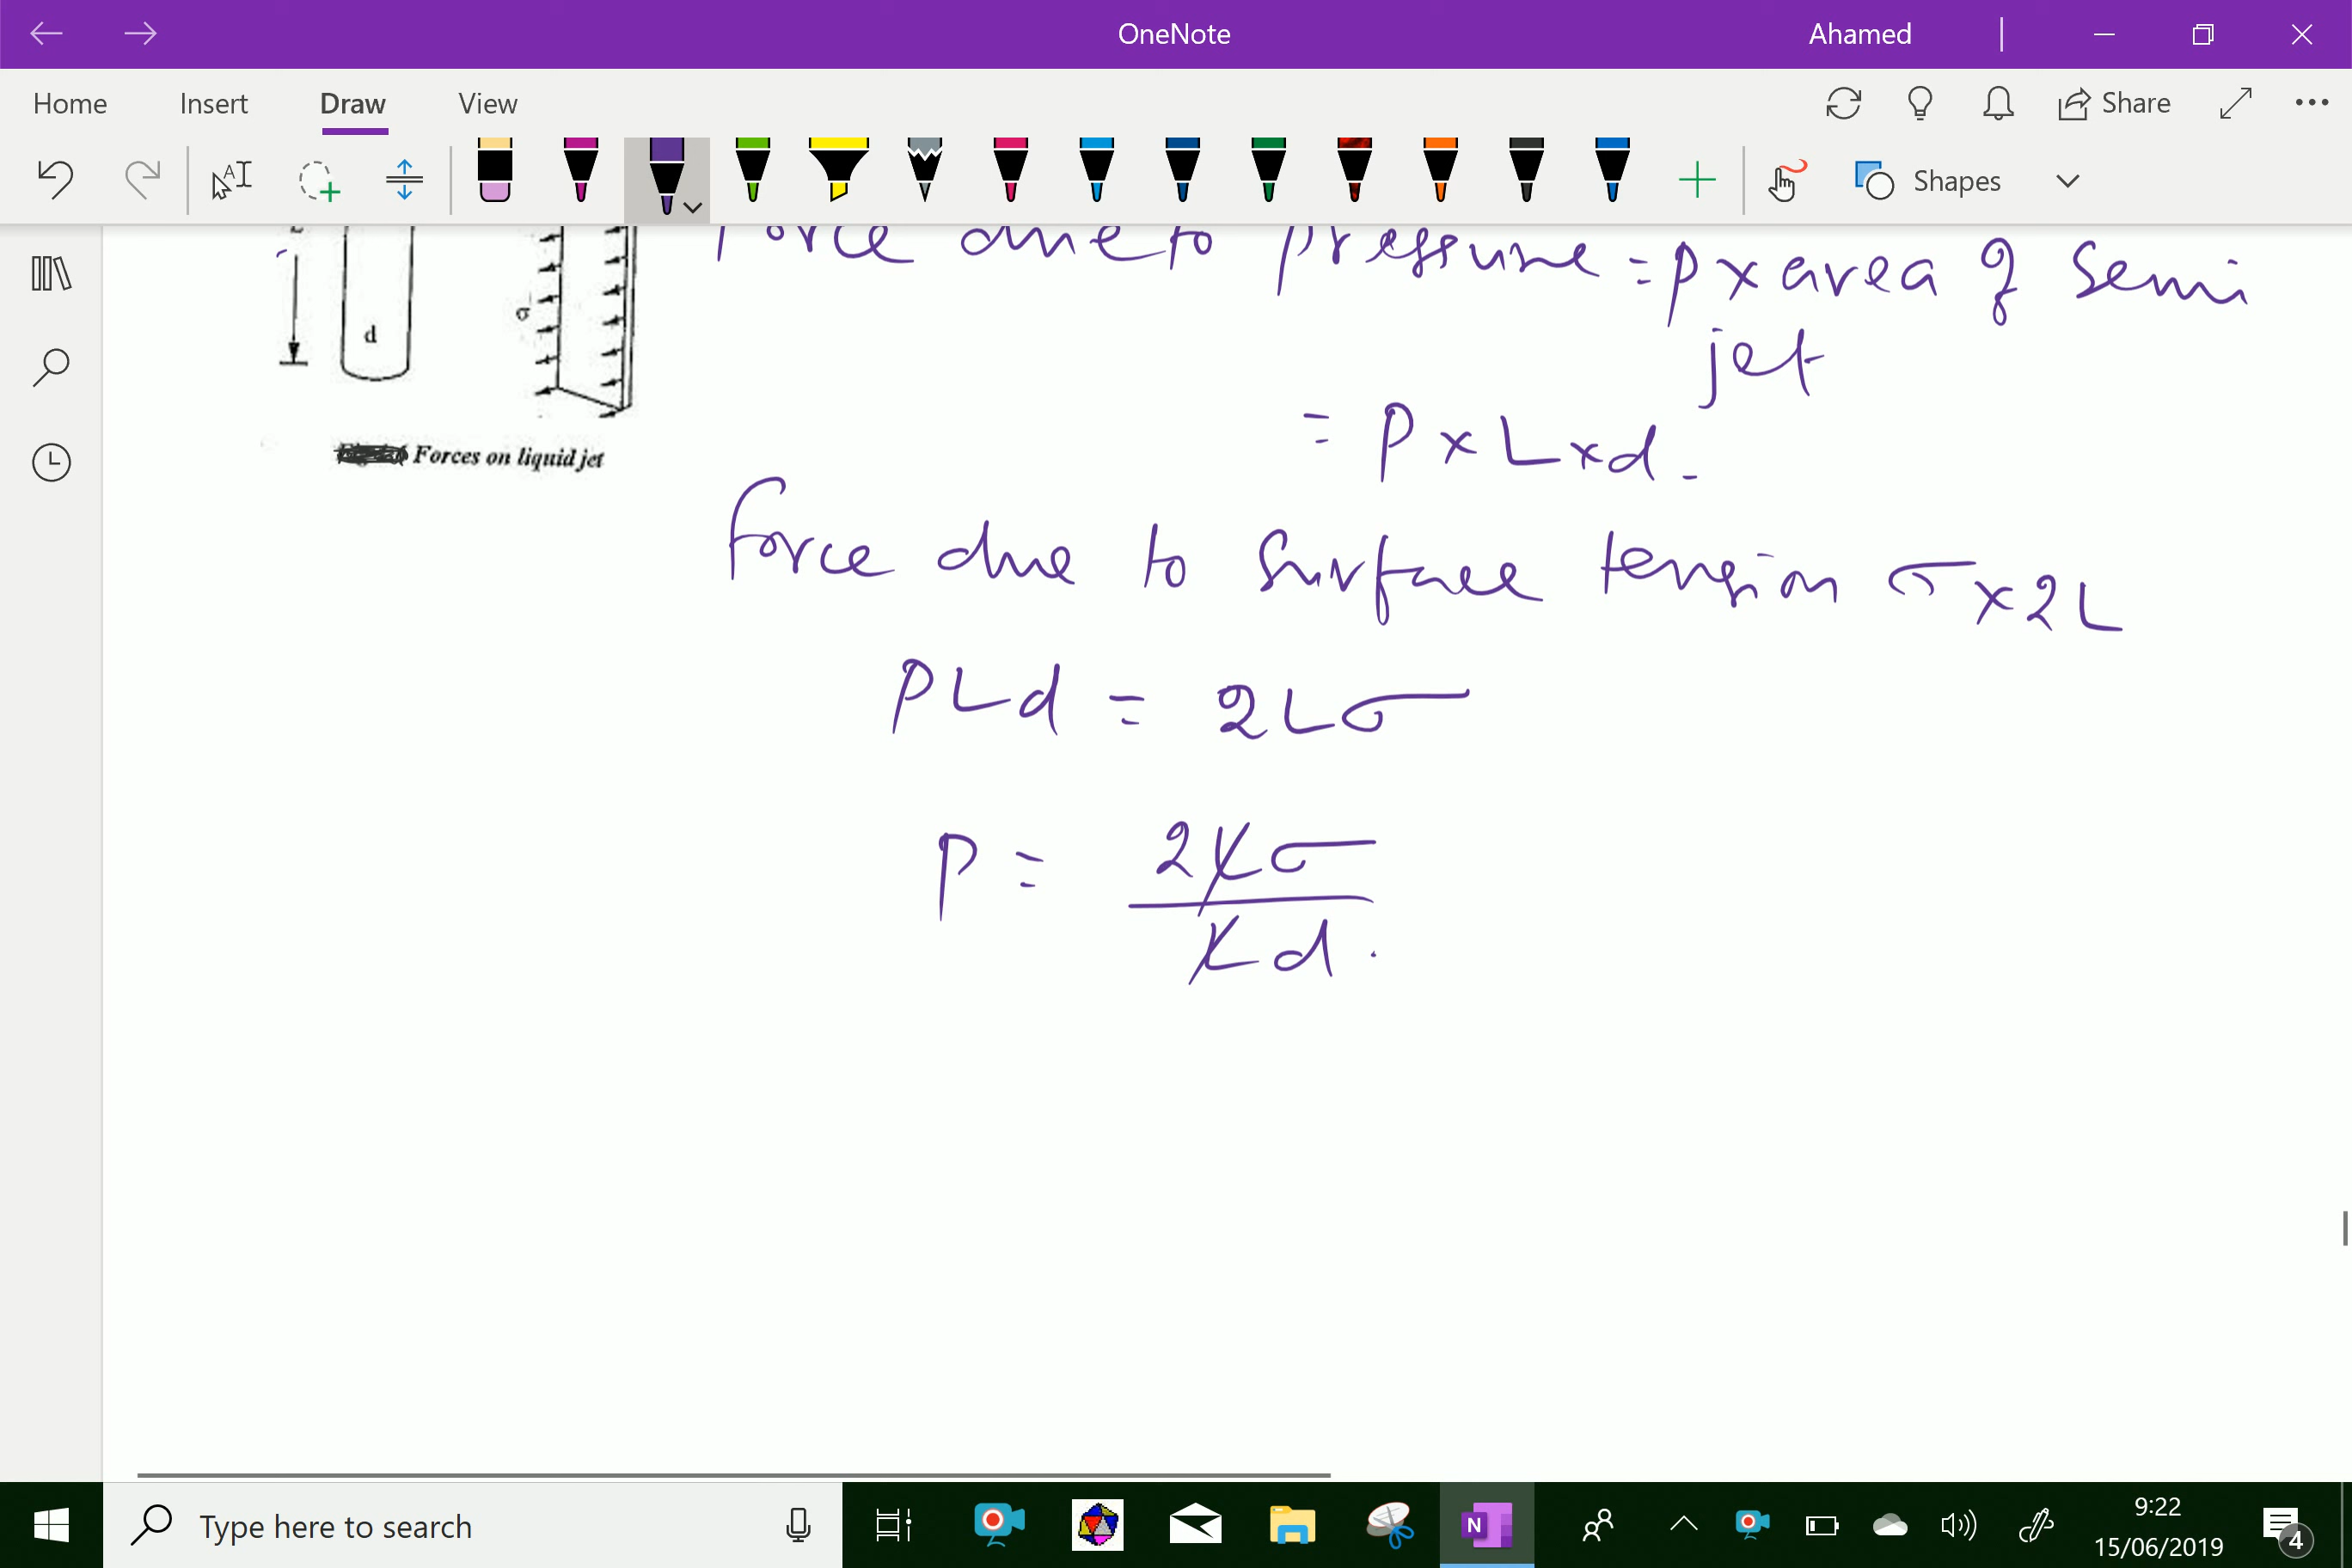 OneNote
Ahamed
Home Insert Draw View Share
Shapes
Force due to pressure = p x area of semi
jet
d
σ
= P x L x d.
Forces on liquid jet
Force due to surface tension σ x 2L
PLd = 2Lσ
P = 2Lσ
Ld.
Type here to search
N
9:22
15/06/2019
4